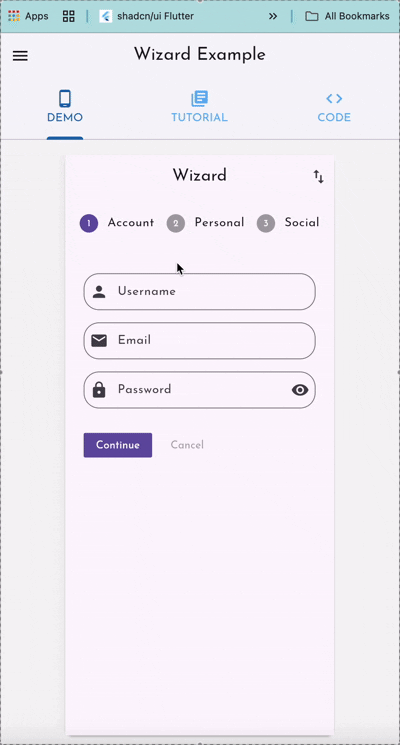 Apps shadcn/ui Flutter » All Bookmarks
Wizard Example
DEMO TUTORIAL CODE
Wizard
1 Account 2 Personal 3 Social
Username
Email
Password
Continue Cancel